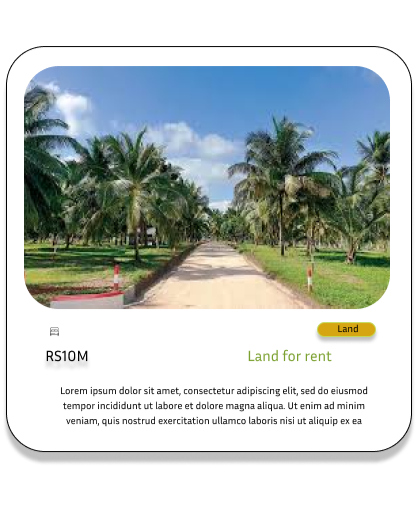 Land
RS10M
Land for rent
Lorem ipsum dolor sit amet, consectetur adipiscing elit, sed do eiusmod
tempor incididunt ut labore et dolore magna aliqua. Ut enim ad minim
veniam, quis nostrud exercitation ullamco laboris nisi ut aliquip ex ea